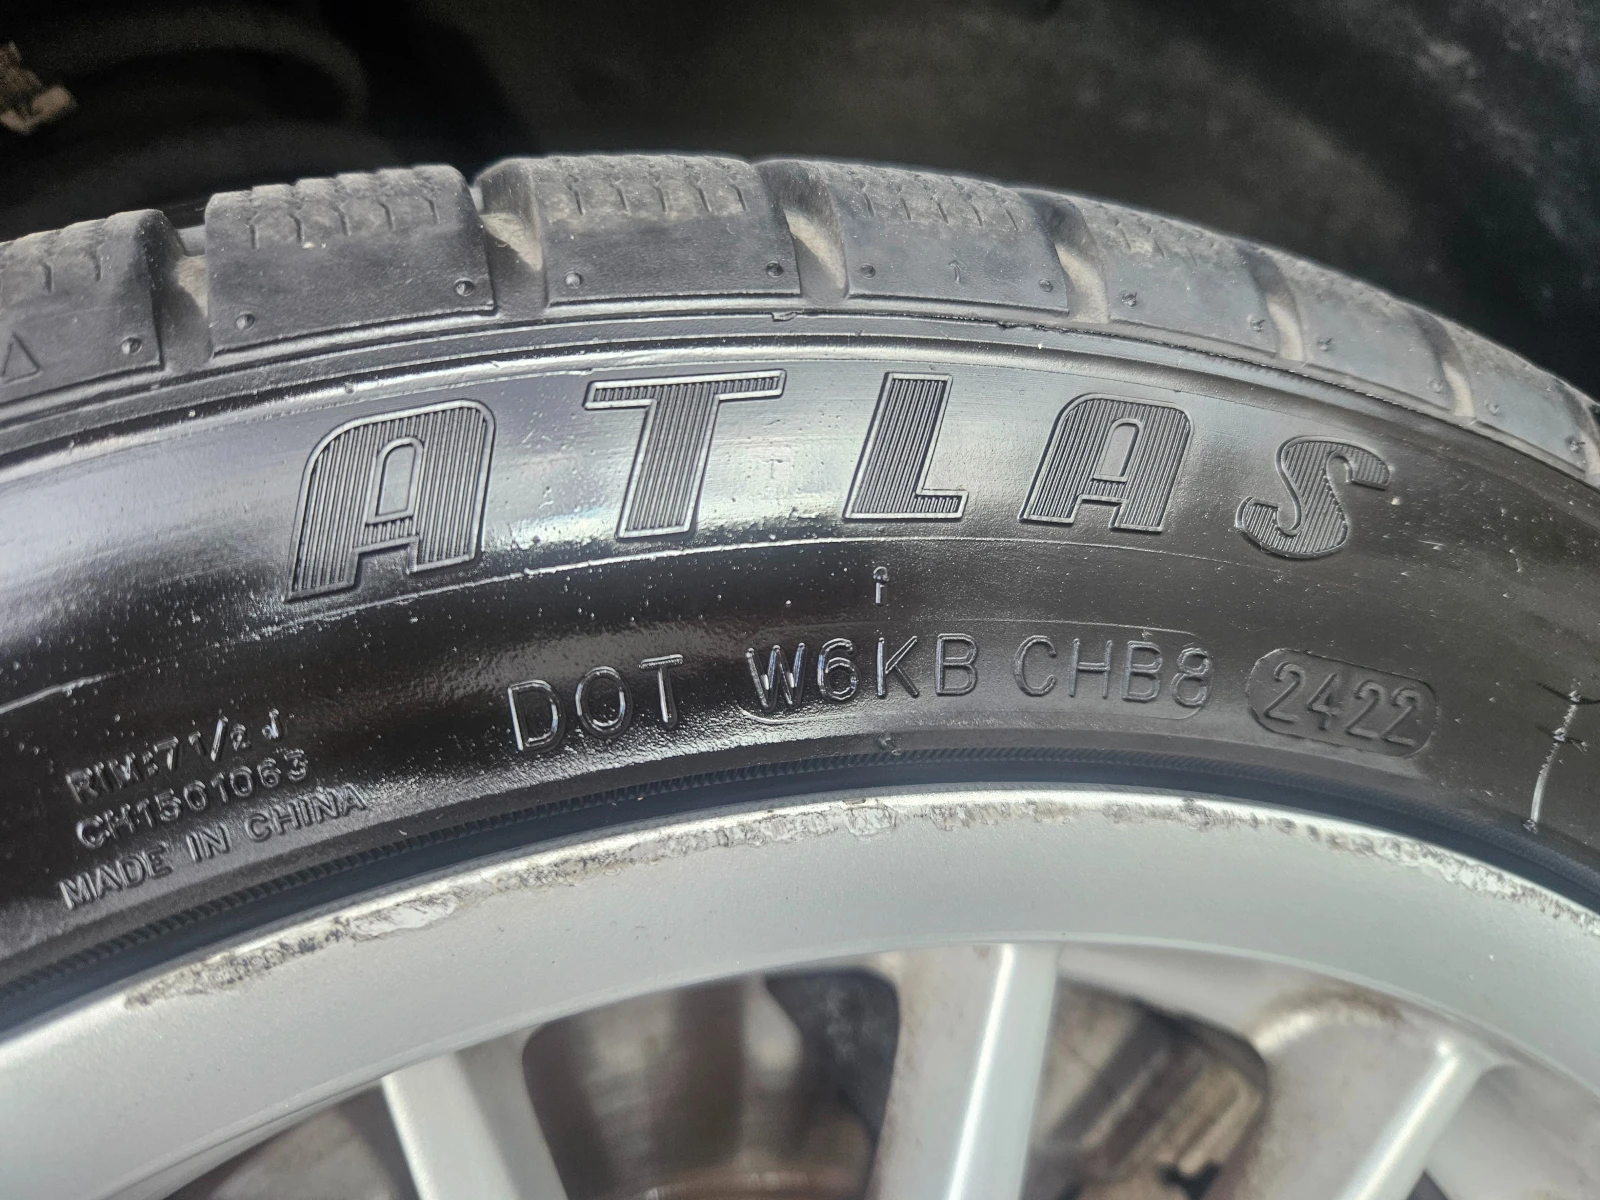 ATLAS
DOT W6KB CHB8 2422
RIM:7 1/2 J
CH1501063
MADE IN CHINA